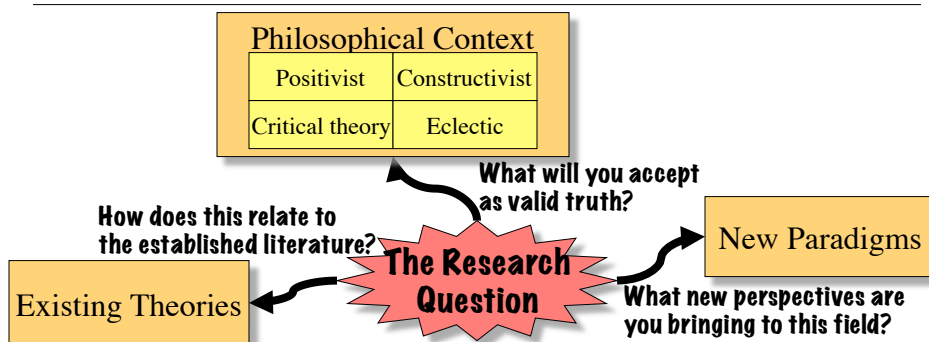 Philosophical Context
Positivist
Constructivist
Critical theory
Eclectic
What will you accept
as valid truth?
How does this relate to
the established literature?
The Research
Question
New Paradigms
Existing Theories
What new perspectives are
you bringing to this field?